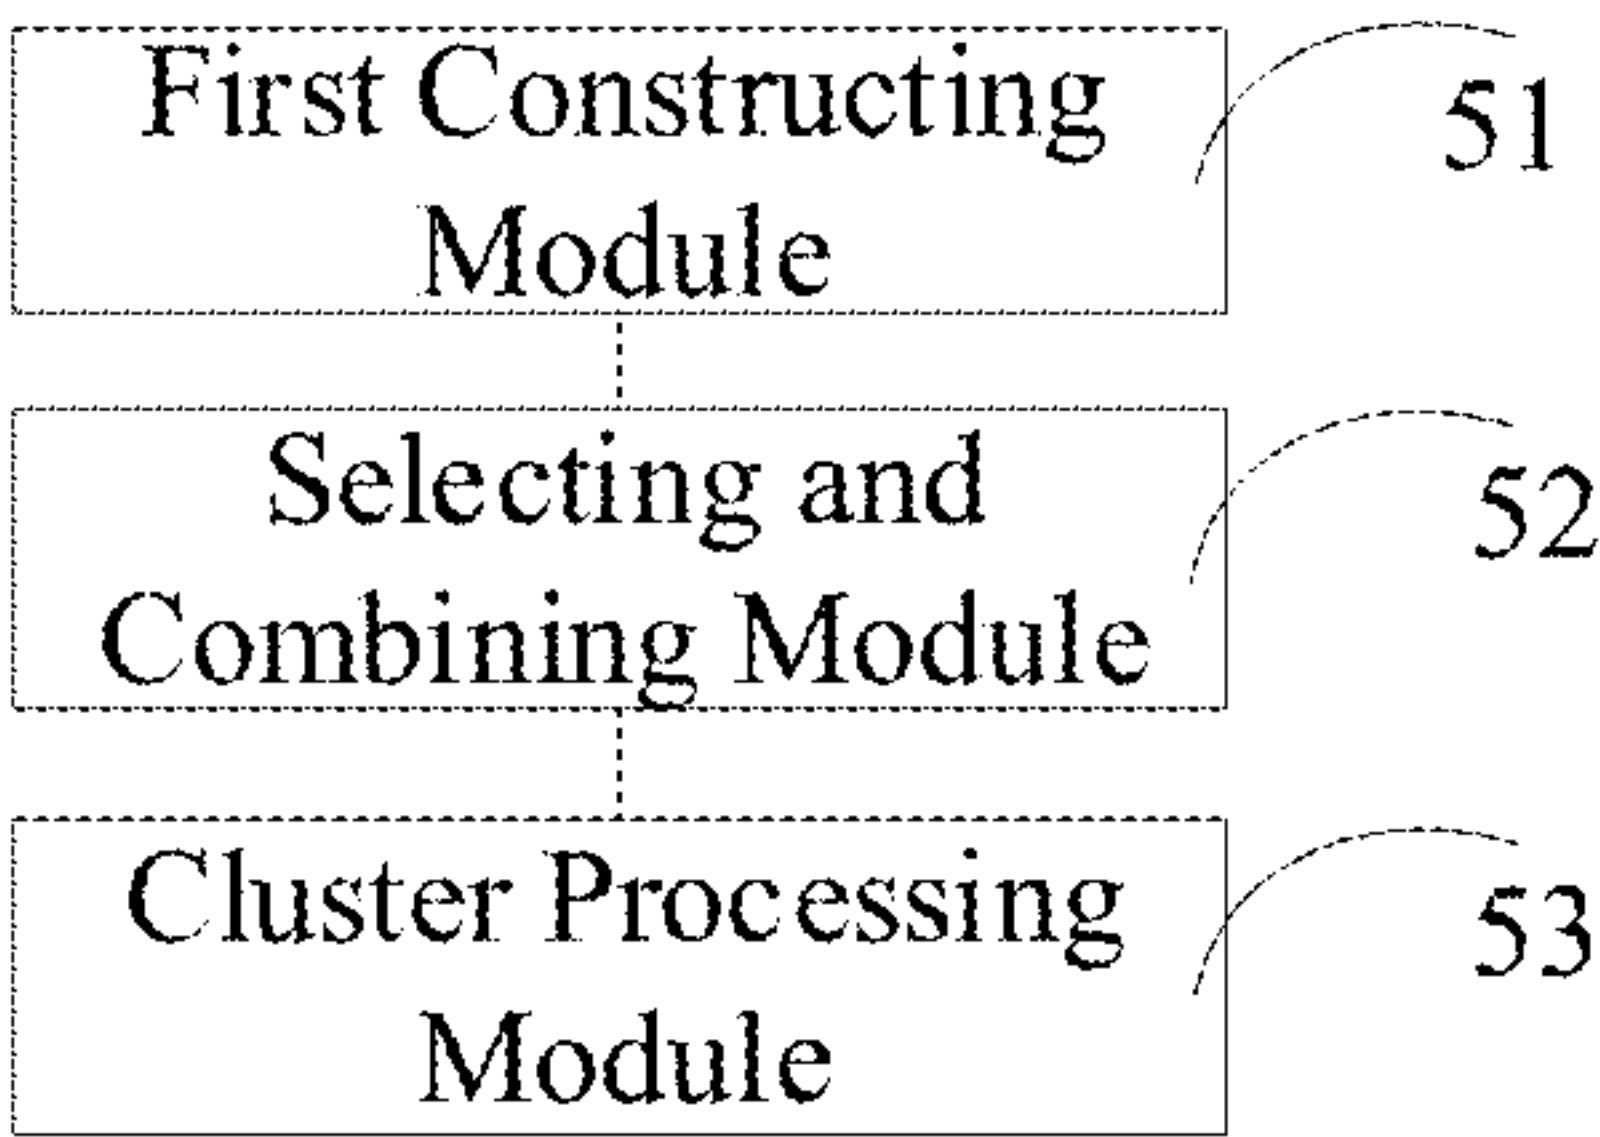 First Constructing
Module
51
Selecting and
Combining Module
52
Cluster Processing
Module
53